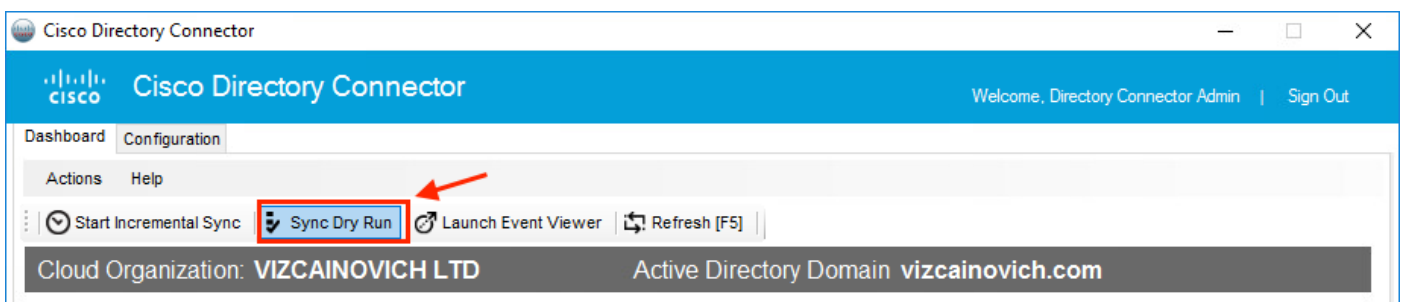 Cisco Directory Connector
CISCO Cisco Directory Connector Welcome, Directory Connector Admin | Sign Out
Dashboard Configuration
Actions Help
Start Incremental Sync Sync Dry Run Launch Event Viewer Refresh [F5]
Cloud Organization: VIZCAINOVICH LTD Active Directory Domain vizcainovich.com